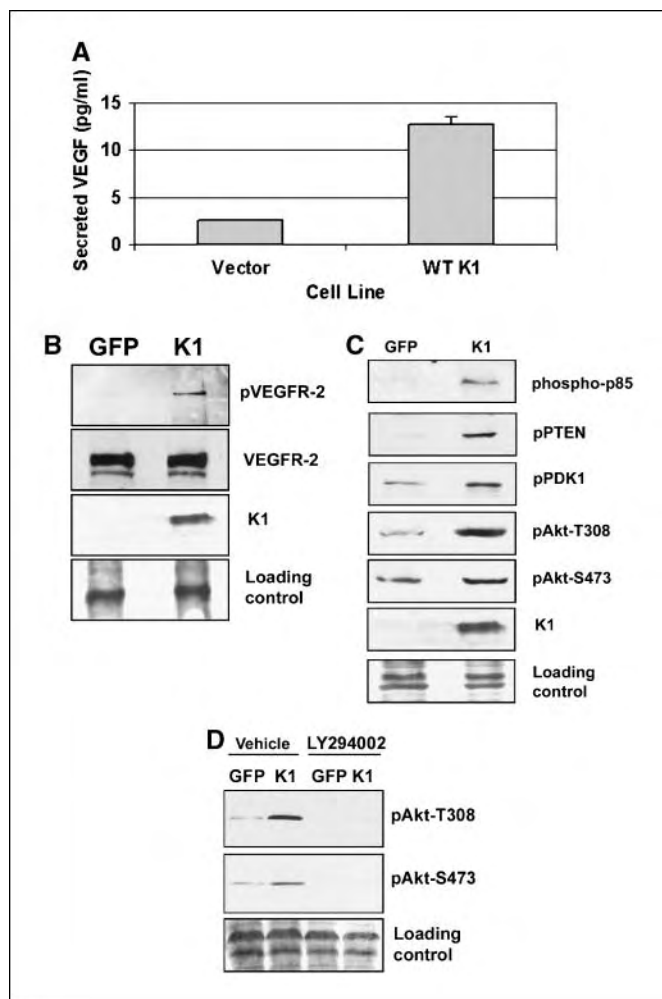 A
Secreted VEGF (pg/ml)
15
10
5
0
Vector WT K1
Cell Line
B
GFP K1
pVEGFR-2
VEGFR-2
K1
Loading
control
C
GFP K1
phospho-p85
pPTEN
pPDK1
pAkt-T308
pAkt-S473
K1
Loading
control
D
Vehicle LY294002
GFP K1 GFP K1
pAkt-T308
pAkt-S473
Loading
control